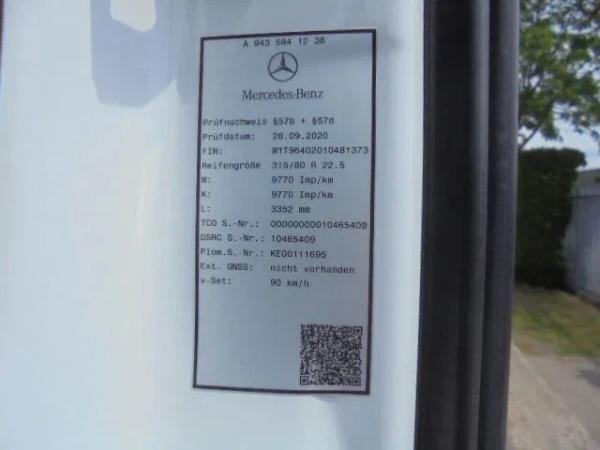 A 943 584 12 36
Mercedes-Benz
Prüfnachweis §57b + §57d
Prüfdatum: 28.09.2020
FIN: W1T96402010481373
Reifengröße 315/80 R 22.5
W: 9770 Imp/km
K: 9770 Imp/km
L: 3352 mm
TCO S.-Nr.: 00000000010465409
DSRC S.-Nr.: 10465409
Plom.S.-Nr.: KE00111695
Ext. GNSS: nicht vorhanden
v-Set: 90 km/h